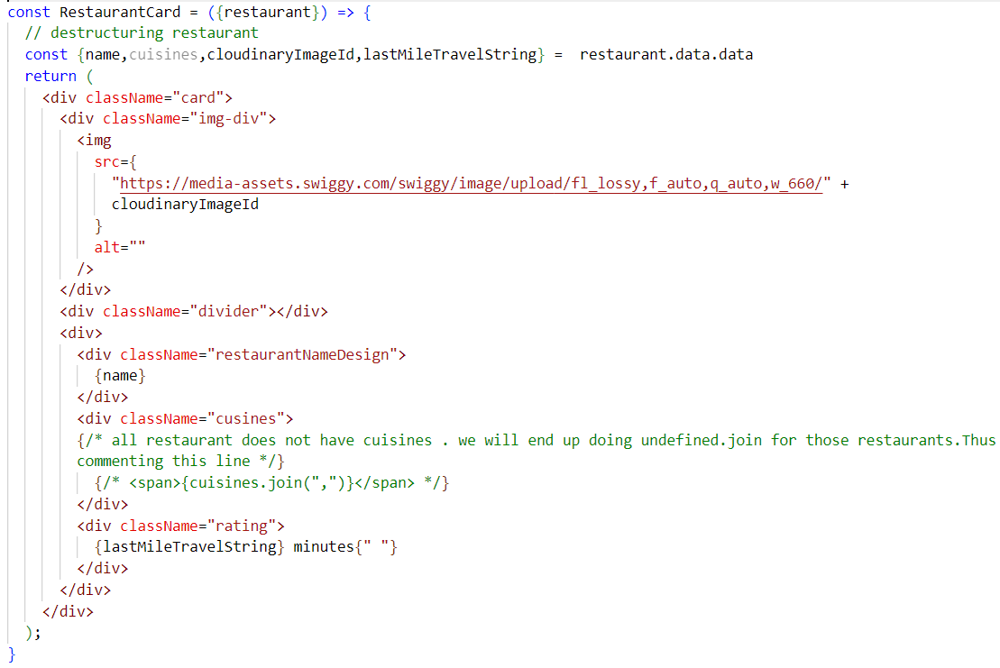 const RestaurantCard = ({restaurant}) => {
// destructuring restaurant
const {name,cuisines,cloudinaryImageId,lastMileTravelString} =  restaurant.data.data
return (
<div className="card">
<div className="img-div">
<img
src={
"https://media-assets.swiggy.com/swiggy/image/upload/fl_lossy,f_auto,q_auto,w_660/" +
cloudinaryImageId
}
alt=""
/>
</div>
<div className="divider"></div>
<div>
<div className="restaurantNameDesign">
{name}
</div>
<div className="cusines">
{/* all restaurant does not have cuisines . we will end up doing undefined.join for those restaurants.Thus
commenting this line */}
{/* <span>{cuisines.join(",")}</span> */}
</div>
<div className="rating">
{lastMileTravelString} minutes{" "}
</div>
</div>
</div>
);
}